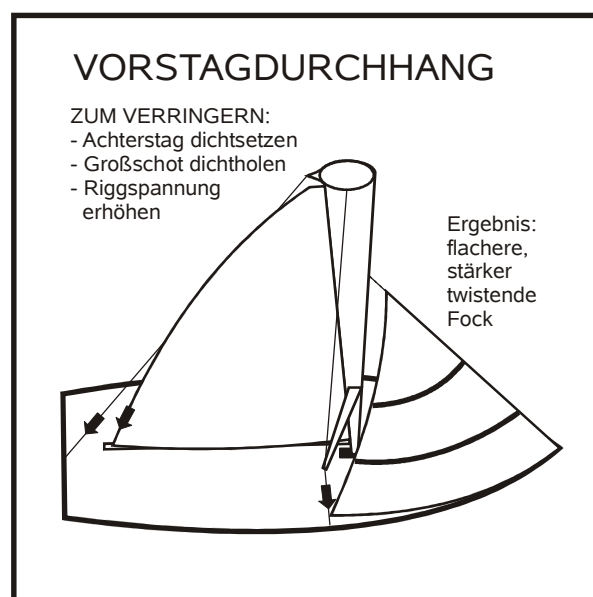 VORSTAGDURCHHANG
ZUM VERRINGERN:
- Achterstag dichtsetzen
- Großschot dichtholen
- Riggspannung
erhöhen
Ergebnis:
flachere,
stärker
twistende
Fock